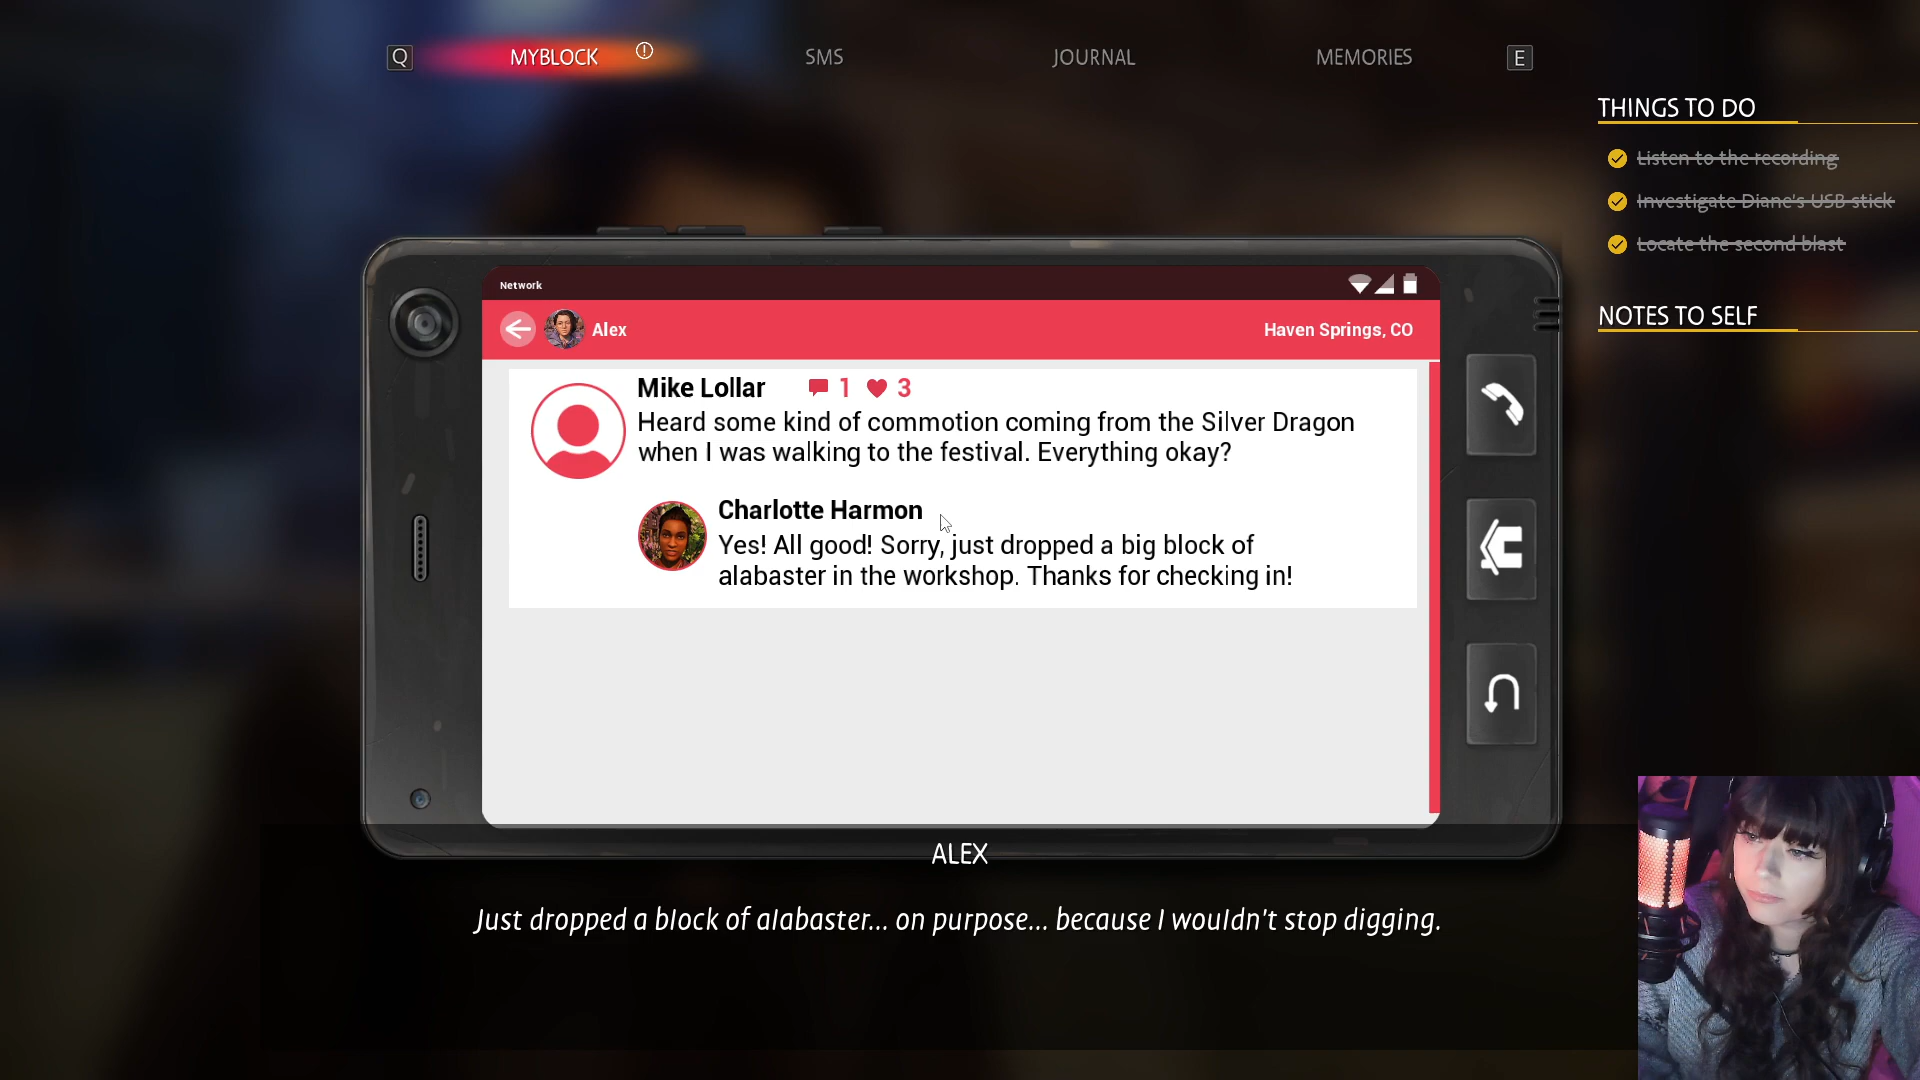 Q
MYBLOCK
SMS
JOURNAL
MEMORIES
E
THINGS TO DO
Listen to the recording
Investigate Diane's USB stick
Locate the second blast
NOTES TO SELF
Network
Alex
Haven Springs, CO
Mike Lollar 1 3
Heard some kind of commotion coming from the Silver Dragon
when I was walking to the festival. Everything okay?
Charlotte Harmon
Yes! All good! Sorry, just dropped a big block of
alabaster in the workshop. Thanks for checking in!
ALEX
Just dropped a block of alabaster... on purpose... because I wouldn't stop digging.